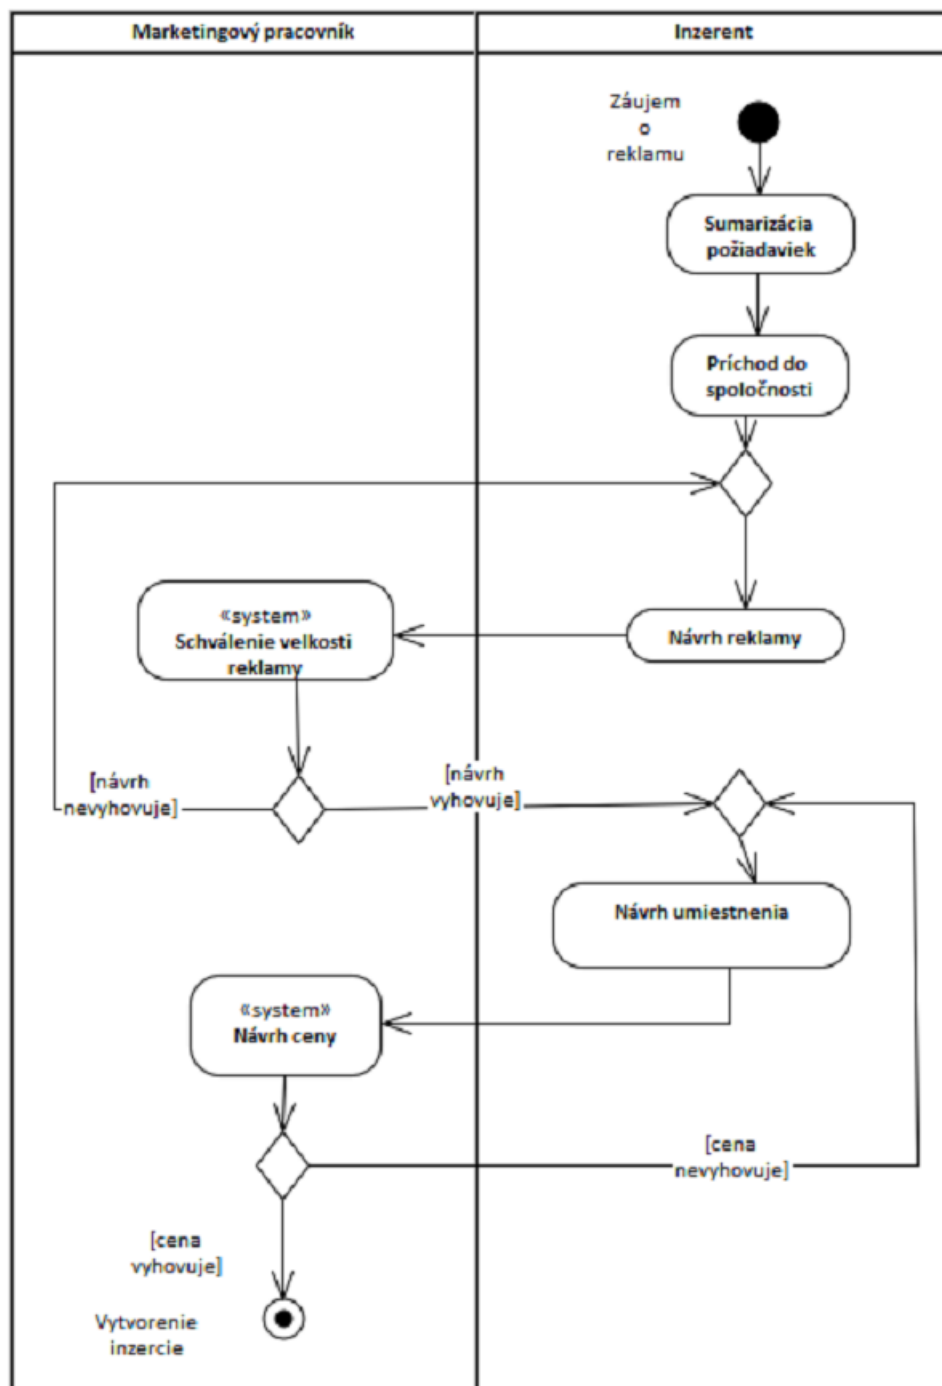 Marketingový pracovník
Inzerent
Záujem
o
reklamu
Sumarizácia
požiadaviek
Príchod do
spoločnosti
«system»
Schválenie velkosti
reklamy
Návrh reklamy
[návrh
nevyhovuje]
[návrh
vyhovuje]
Návrh umiestnenia
«system»
Návrh ceny
[cena
nevyhovuje]
[cena
vyhovuje]
Vytvorenie
inzercie